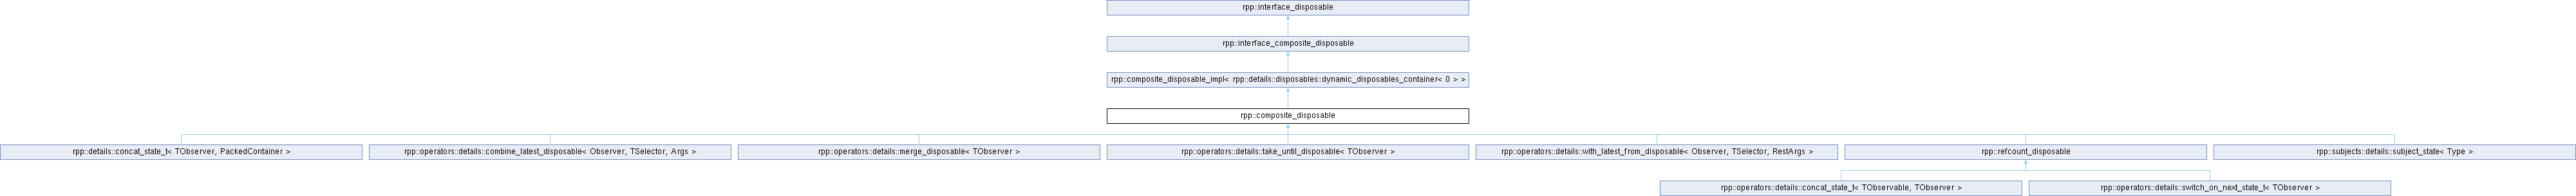 rpp::interface_disposable
rpp::interface_composite_disposable
rpp::composite_disposable_impl< rpp::details::disposables::dynamic_disposables_container< 0 > >
rpp::composite_disposable
rpp::details::concat_state_t< TObserver, PackedContainer >
rpp::operators::details::combine_latest_disposable< Observer, TSelector, Args >
rpp::operators::details::merge_disposable< TObserver >
rpp::operators::details::take_until_disposable< TObserver >
rpp::operators::details::with_latest_from_disposable< Observer, TSelector, RestArgs >
rpp::refcount_disposable
rpp::subjects::details::subject_state< Type >
rpp::operators::details::concat_state_t< TObservable, TObserver >
rpp::operators::details::switch_on_next_state_t< TObserver >